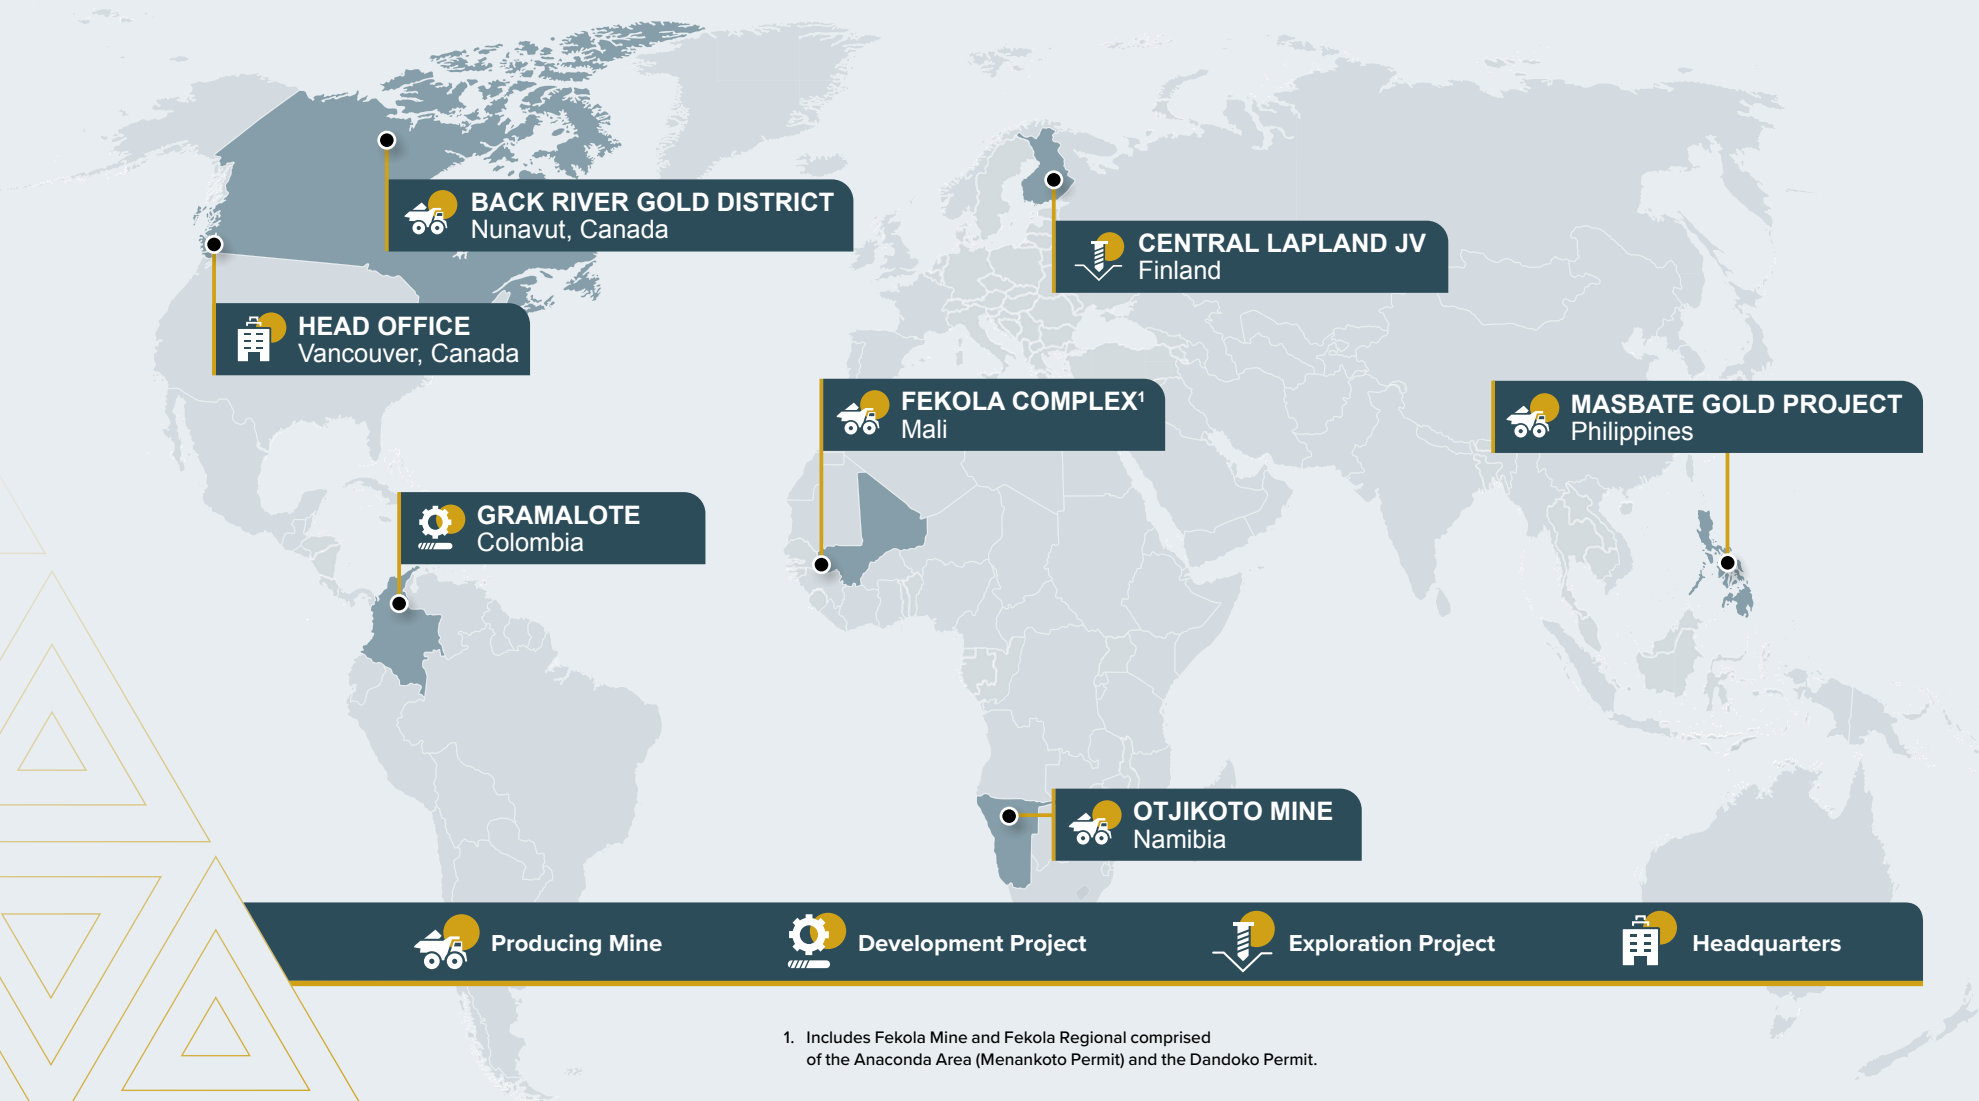 BACK RIVER GOLD DISTRICT
Nunavut, Canada
CENTRAL LAPLAND JV
Finland
HEAD OFFICE
Vancouver, Canada
FEKOLA COMPLEX¹
Mali
MASBATE GOLD PROJECT
Philippines
GRAMALOTE
Colombia
OTJIKOTO MINE
Namibia
Producing Mine
Development Project
Exploration Project
Headquarters
1. Includes Fekola Mine and Fekola Regional comprised
of the Anaconda Area (Menankoto Permit) and the Dandoko Permit.